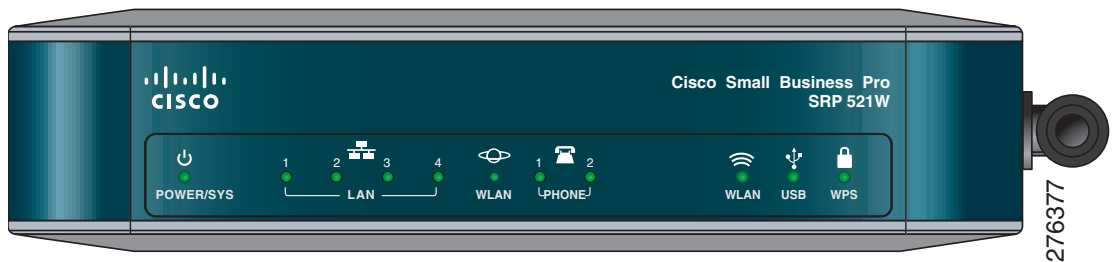 CISCO
Cisco Small Business Pro
SRP 521W
1 2 3 4 1 2
POWER/SYS LAN WLAN PHONE WLAN USB WPS
276377